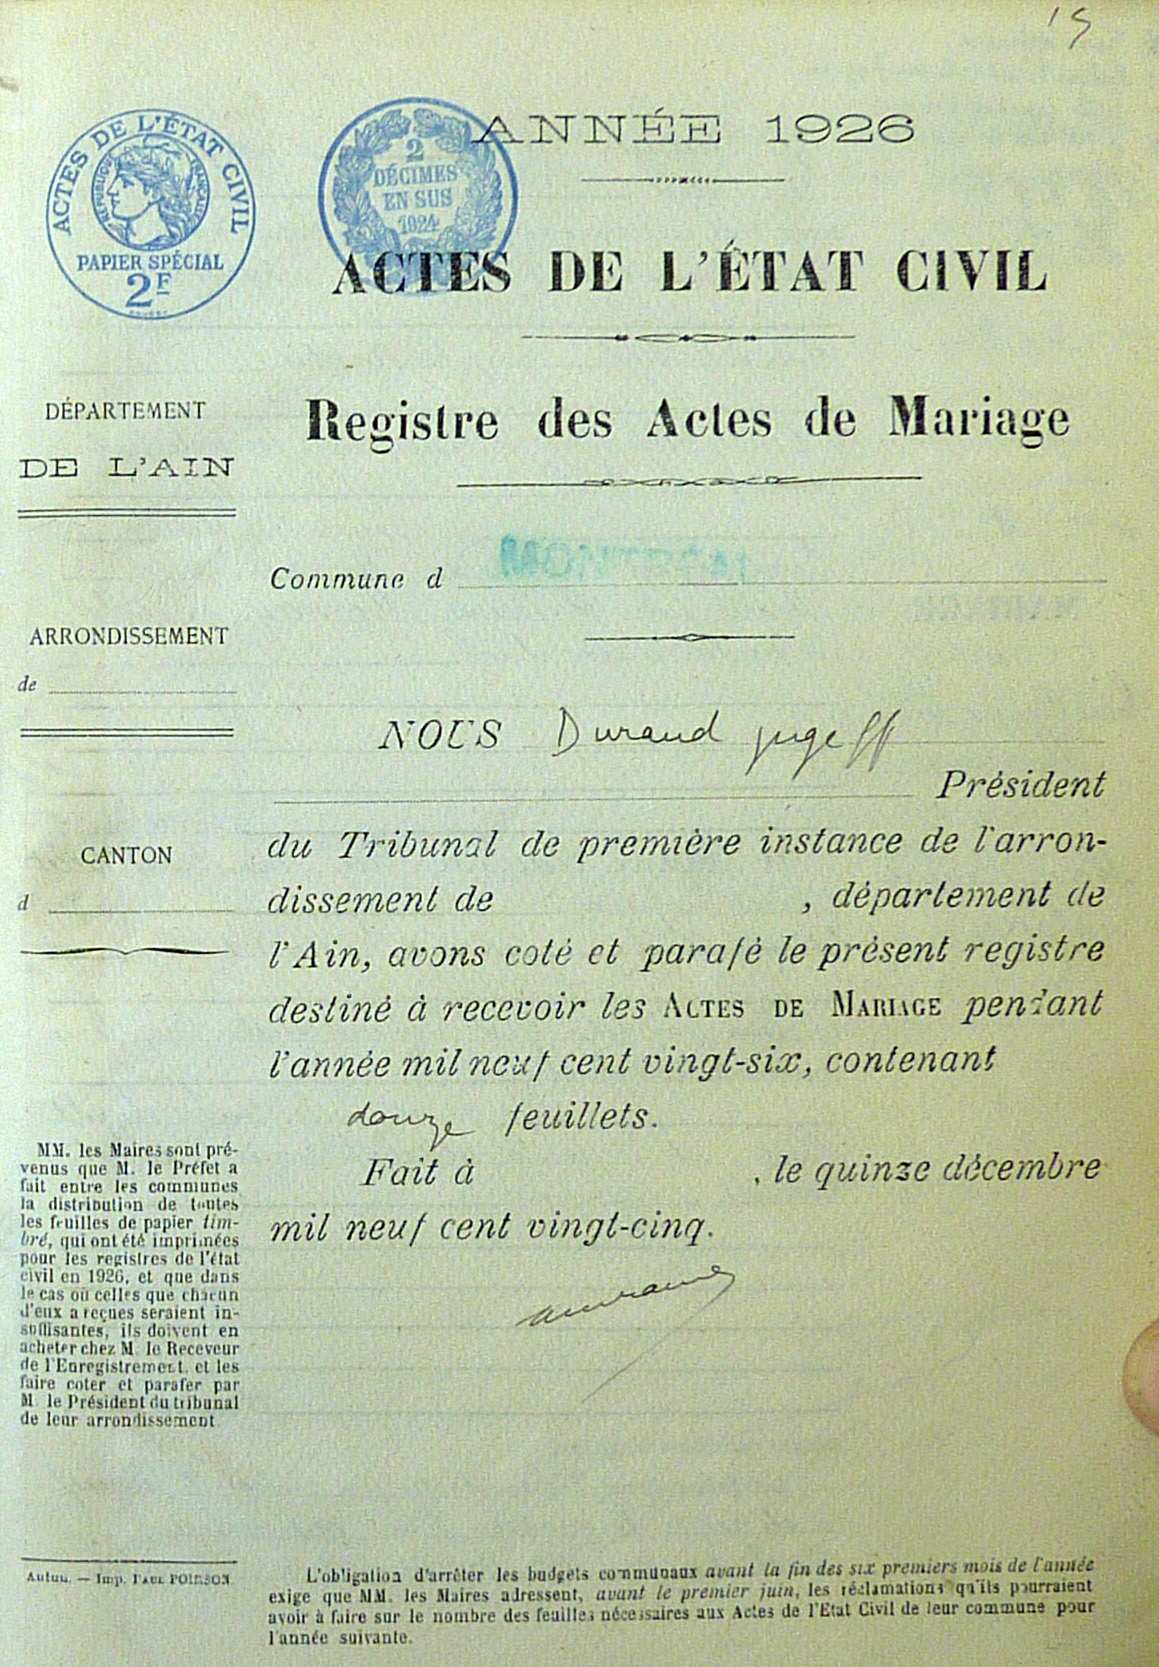 15
ACTES DE L'ÉTAT CIVIL
RÉPUBLIQUE FRANÇAISE
PAPIER SPÉCIAL
2F
2
DÉCIMES
EN SUS
1924
ANNÉE 1926
ACTES DE L'ÉTAT CIVIL
Registre des Actes de Mariage
DÉPARTEMENT
DE L'AIN
ARRONDISSEMENT
de
CANTON
d
Commune d
NOUS Durand juge ff
Président
du Tribunal de première instance de l'arron-
dissement de , département de
l'Ain, avons coté et parafé le présent registre
destiné à recevoir les ACTES DE MARIAGE pendant
l'année mil neuf cent vingt-six, contenant
douze feuillets.
Fait à , le quinze décembre
mil neuf cent vingt-cinq.
MM. les Maires sont pré-
venus que M. le Préfet a
fait entre les communes
la distribution de toutes
les feuilles de papier tim-
bré, qui ont été imprimées
pour les registres de l'état
civil en 1926, et que dans
le cas où celles que chacun
d'eux a reçues seraient in-
suffisantes, ils doivent en
acheter chez M. le Receveur
de l'Enregistrement, et les
faire coter et parafer par
M. le Président du tribunal
de leur arrondissement
Autun. — Imp. PAUL POIRSON
L'obligation d'arrêter les budgets communaux avant la fin des six premiers mois de l'année
exige que MM. les Maires adressent, avant le premier juin, les réclamations qu'ils pourraient
avoir à faire sur le nombre des feuilles nécessaires aux Actes de l'Etat Civil de leur commune pour
l'année suivante.